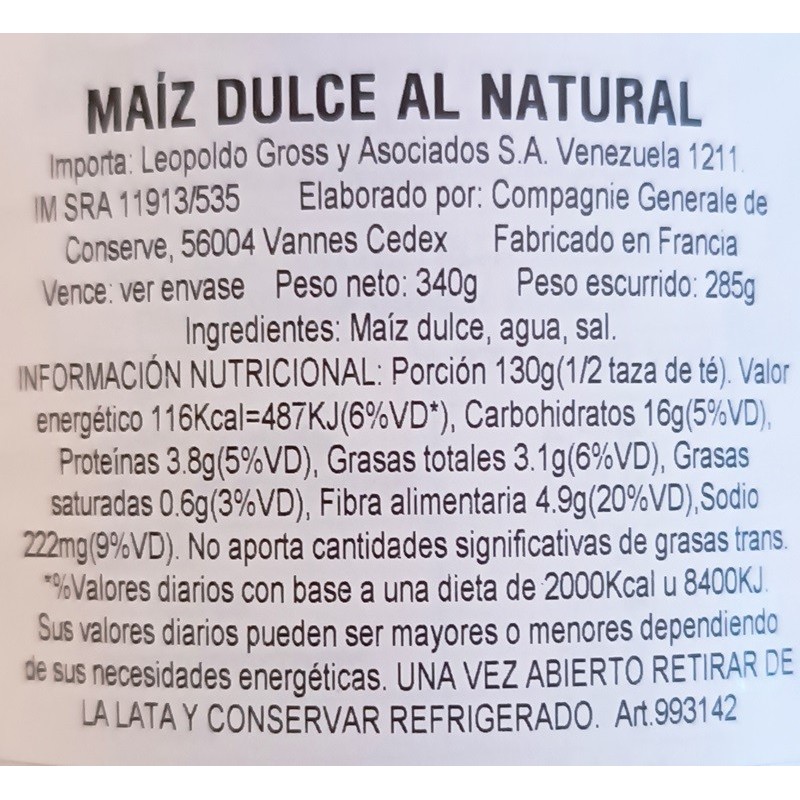 MAÍZ DULCE AL NATURAL
Importa: Leopoldo Gross y Asociados S.A. Venezuela 1211.
IM SRA 11913/535 Elaborado por: Compagnie Generale de
Conserve, 56004 Vannes Cedex Fabricado en Francia
Vence: ver envase Peso neto: 340g Peso escurrido: 285g
Ingredientes: Maíz dulce, agua, sal.
INFORMACIÓN NUTRICIONAL: Porción 130g(1/2 taza de té). Valor
energético 116Kcal=487KJ(6%VD*), Carbohidratos 16g(5%VD),
Proteínas 3.8g(5%VD), Grasas totales 3.1g(6%VD), Grasas
saturadas 0.6g(3%VD), Fibra alimentaria 4.9g(20%VD),Sodio
222mg(9%VD). No aporta cantidades significativas de grasas trans.
*%Valores diarios con base a una dieta de 2000Kcal u 8400KJ.
Sus valores diarios pueden ser mayores o menores dependiendo
de sus necesidades energéticas. UNA VEZ ABIERTO RETIRAR DE
LA LATA Y CONSERVAR REFRIGERADO. Art.993142